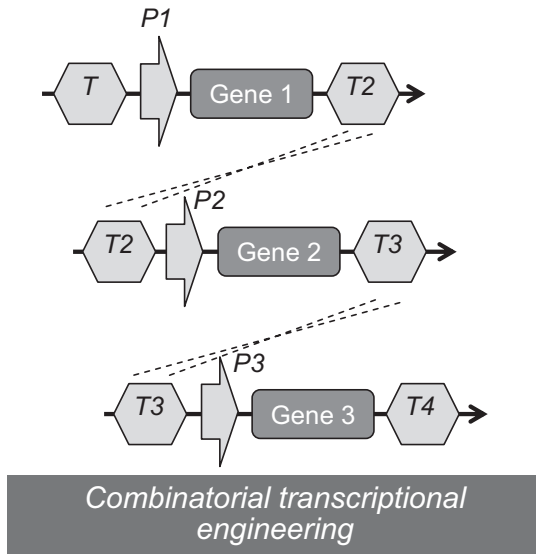 P1
T
Gene 1
T2
P2
T2
Gene 2
T3
P3
T3
Gene 3
T4
Combinatorial transcriptional
engineering